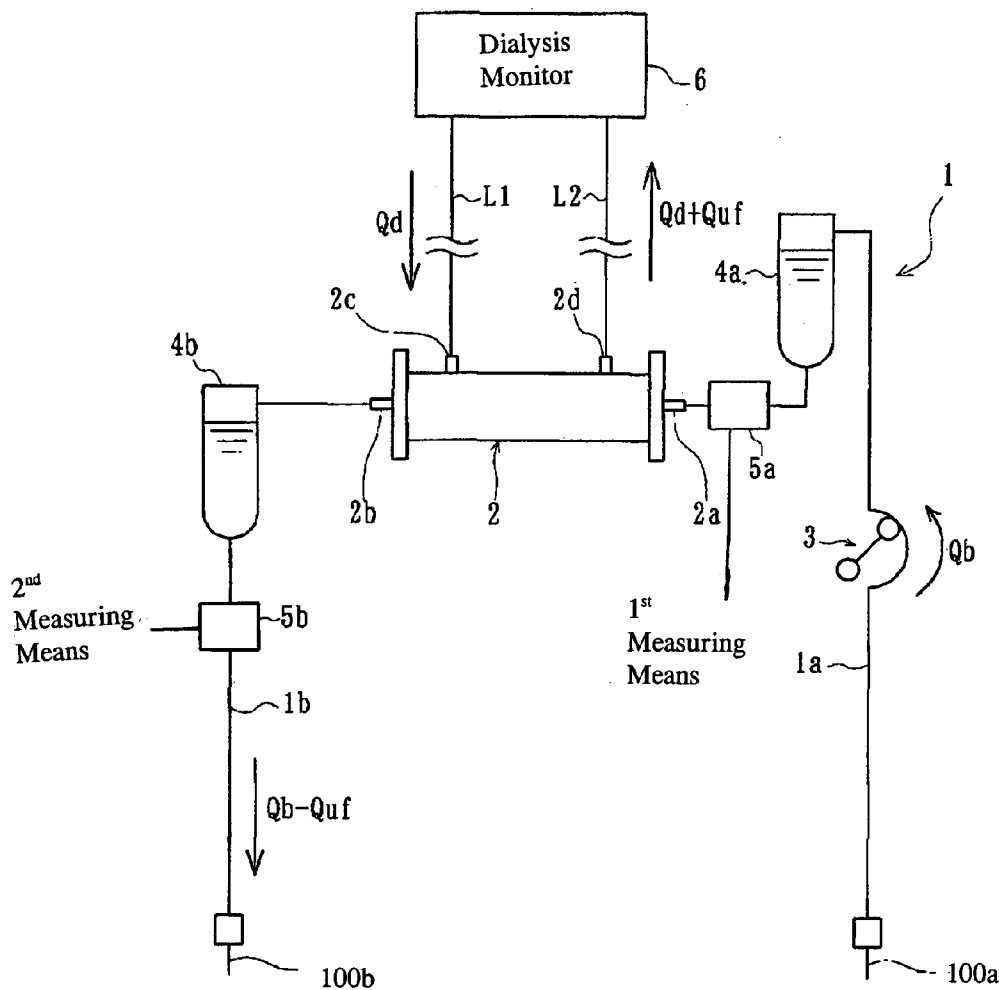 Dialysis
Monitor
6
1
L1
L2
Qd
Qd+Quf
4a
2c
2d
4b
5a
2b
2
2a
3
Qb
2nd
Measuring
Means
5b
1st
Measuring
Means
1a
1b
Qb-Quf
100b
100a